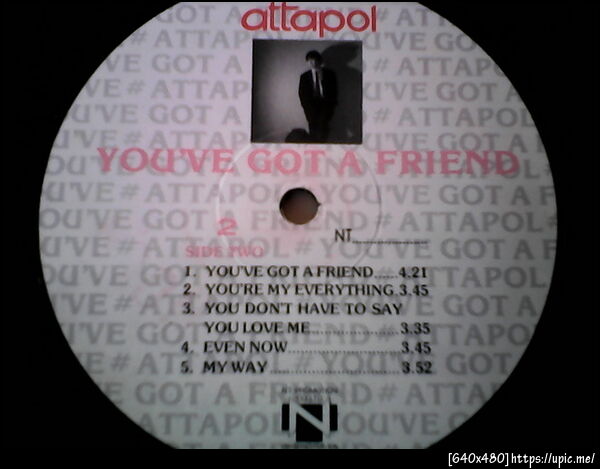 attapol
YOU'VE GOT A FRIEND
2
NT
SIDE TWO
1. YOU'VE GOT A FRIEND......4.21
2. YOU'RE MY EVERYTHING.3.45
3. YOU DON'T HAVE TO SAY
YOU LOVE ME....................3.35
4. EVEN NOW.........................3.45
5. MY WAY............................3.52
N
[640x480]https://upic.me/